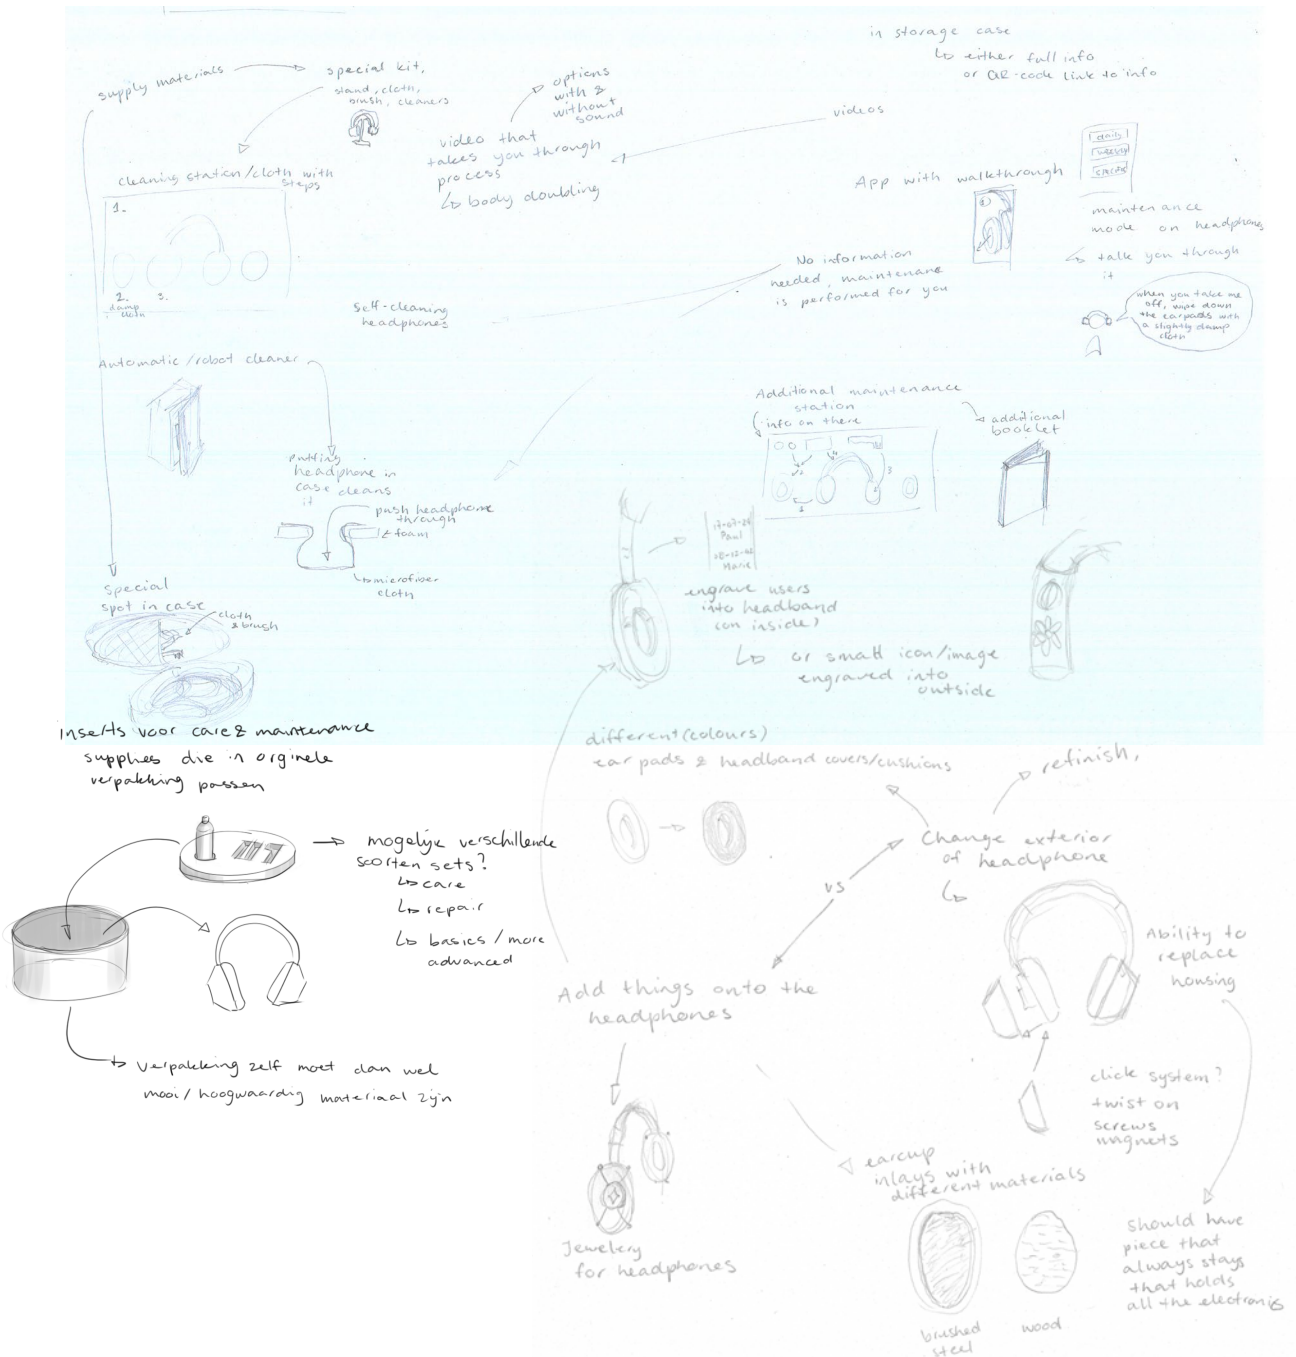 in storage case
↳ either full info
or QR-code link to info
supply materials
special kit,
stand, cloth,
brush, cleaners
options
with &
without
sound
videos
video that
takes you through
process
↳ body doubling
cleaning station/cloth with
steps
1.
2.
damp
cloth
3.
App with walkthrough
1
daily
weekly
maintenance
mode on headphones
↳ talk you through
it
when you take me
off, wipe down
the earpads with
a slightly damp
cloth
No information
needed, maintenance
is performed for you
self-cleaning
headphones
Automatic/robot cleaner
putting
headphone in
case cleans
it
push headphone
through
foam
microfiber
cloth
Additional maintenance
station
info on there
additional
booklet
special
spot in case
cloth
& brush
Paul
Marie
engrave users
into headband
(on inside)
↳ or small icon/image
engraved into
outside
inserts voor care & maintenance
supplies die in orginele
verpakking passen
mogelijk verschillende
soorten sets?
↳ care
↳ repair
↳ basics / more
advanced
verpakking zelf moet dan wel
mooi/ hoogwaardig materiaal zijn
different (colours)
ear pads & headband covers/cushions
refinish,
Change exterior
of headphone
vs
Add things onto the
headphones
Ability to
replace
housing
click system?
twist on
screws
magnets
Jewelery
for headphones
earcup
inlays with
different materials
brushed
steel
wood
should have
piece that
always stays
that holds
all the electronis